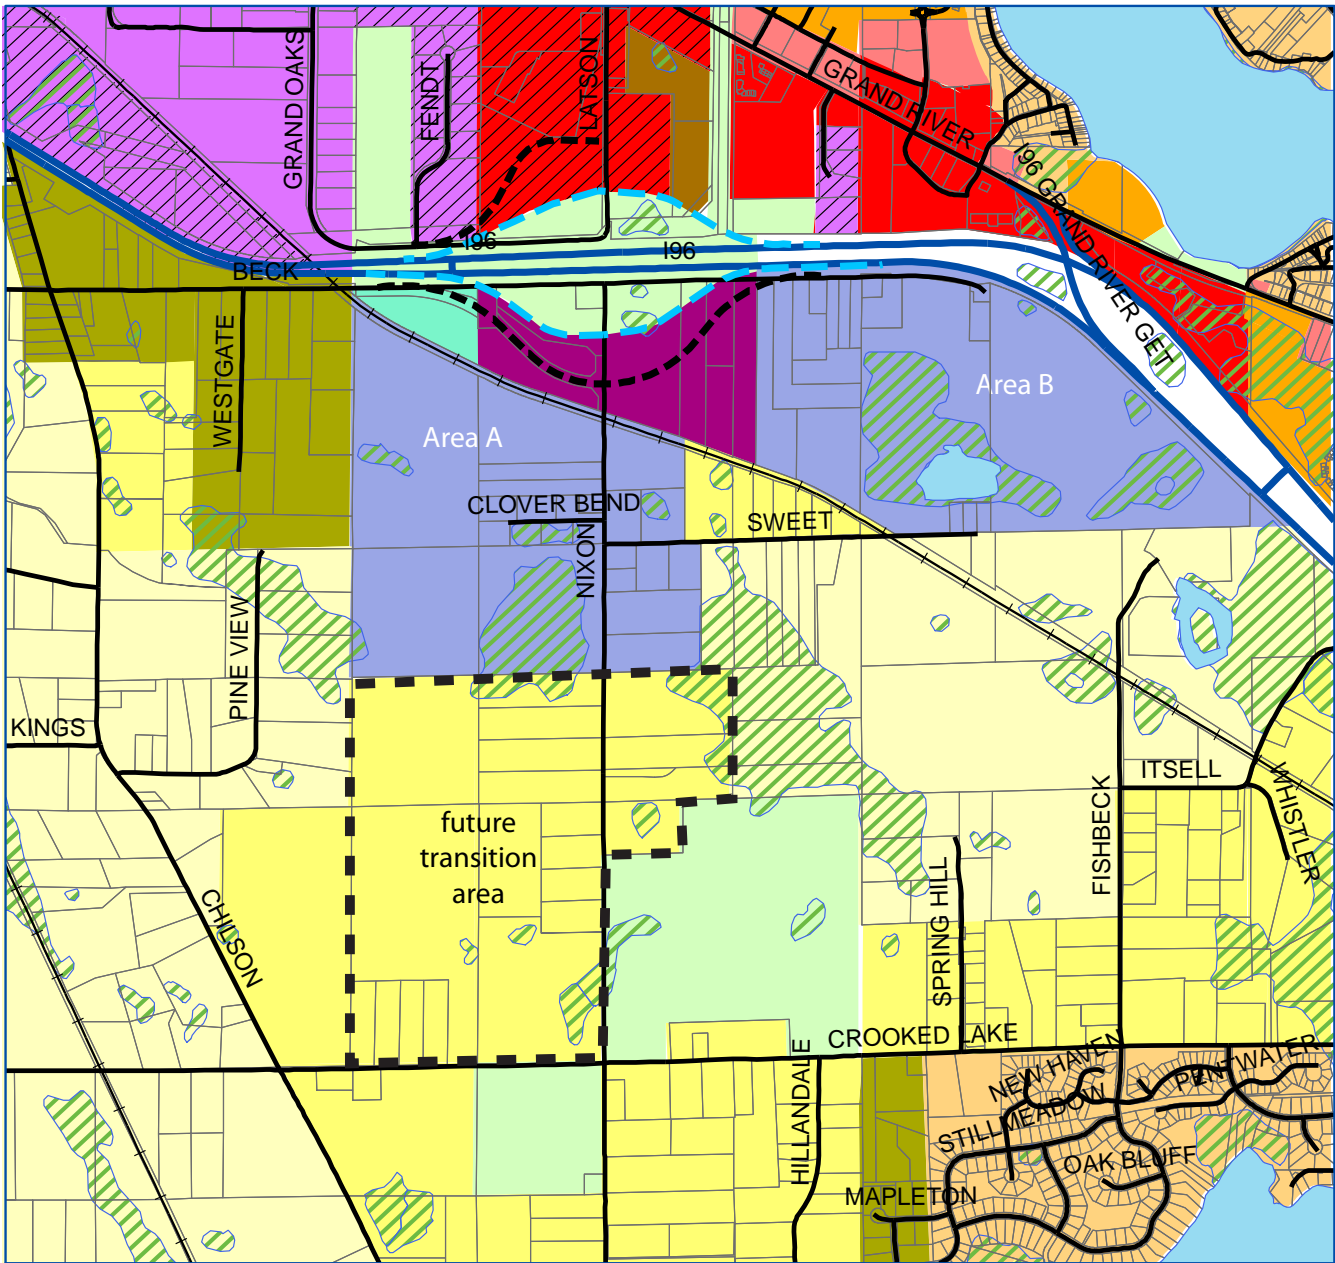 GRAND OAKS
FENDT
LATSON
GRAND RIVER
I96 GRAND RIVER GET
I96
I96
BECK
WESTGATE
Area A
Area B
CLOVER BEND
NIXON
SWEET
PINE VIEW
KINGS
ITSELL
WHISTLER
FISHBECK
future
transition
area
CHILSON
SPRING HILL
CROOKED LAKE
HILLANDALE
NEW HAVEN
PENTWATER
STILLMEADOW
OAK BLUFF
MAPLETON